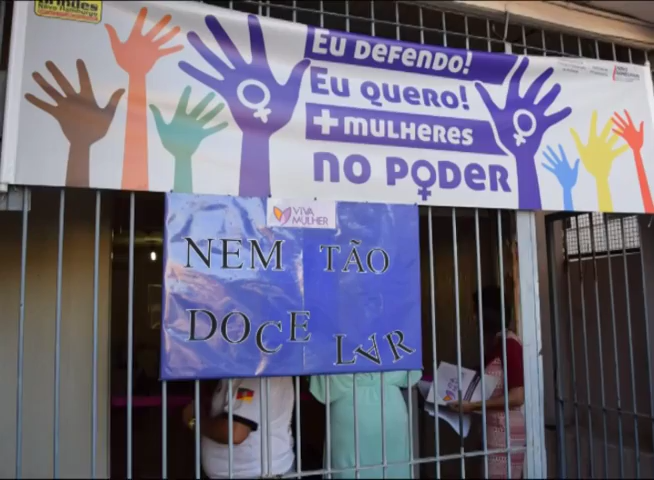 EU DEFENDO!
EU QUERO!
+ MULHERES
NO PODER
VIVA
MULHER
NEM TÃO
DOCE LAR